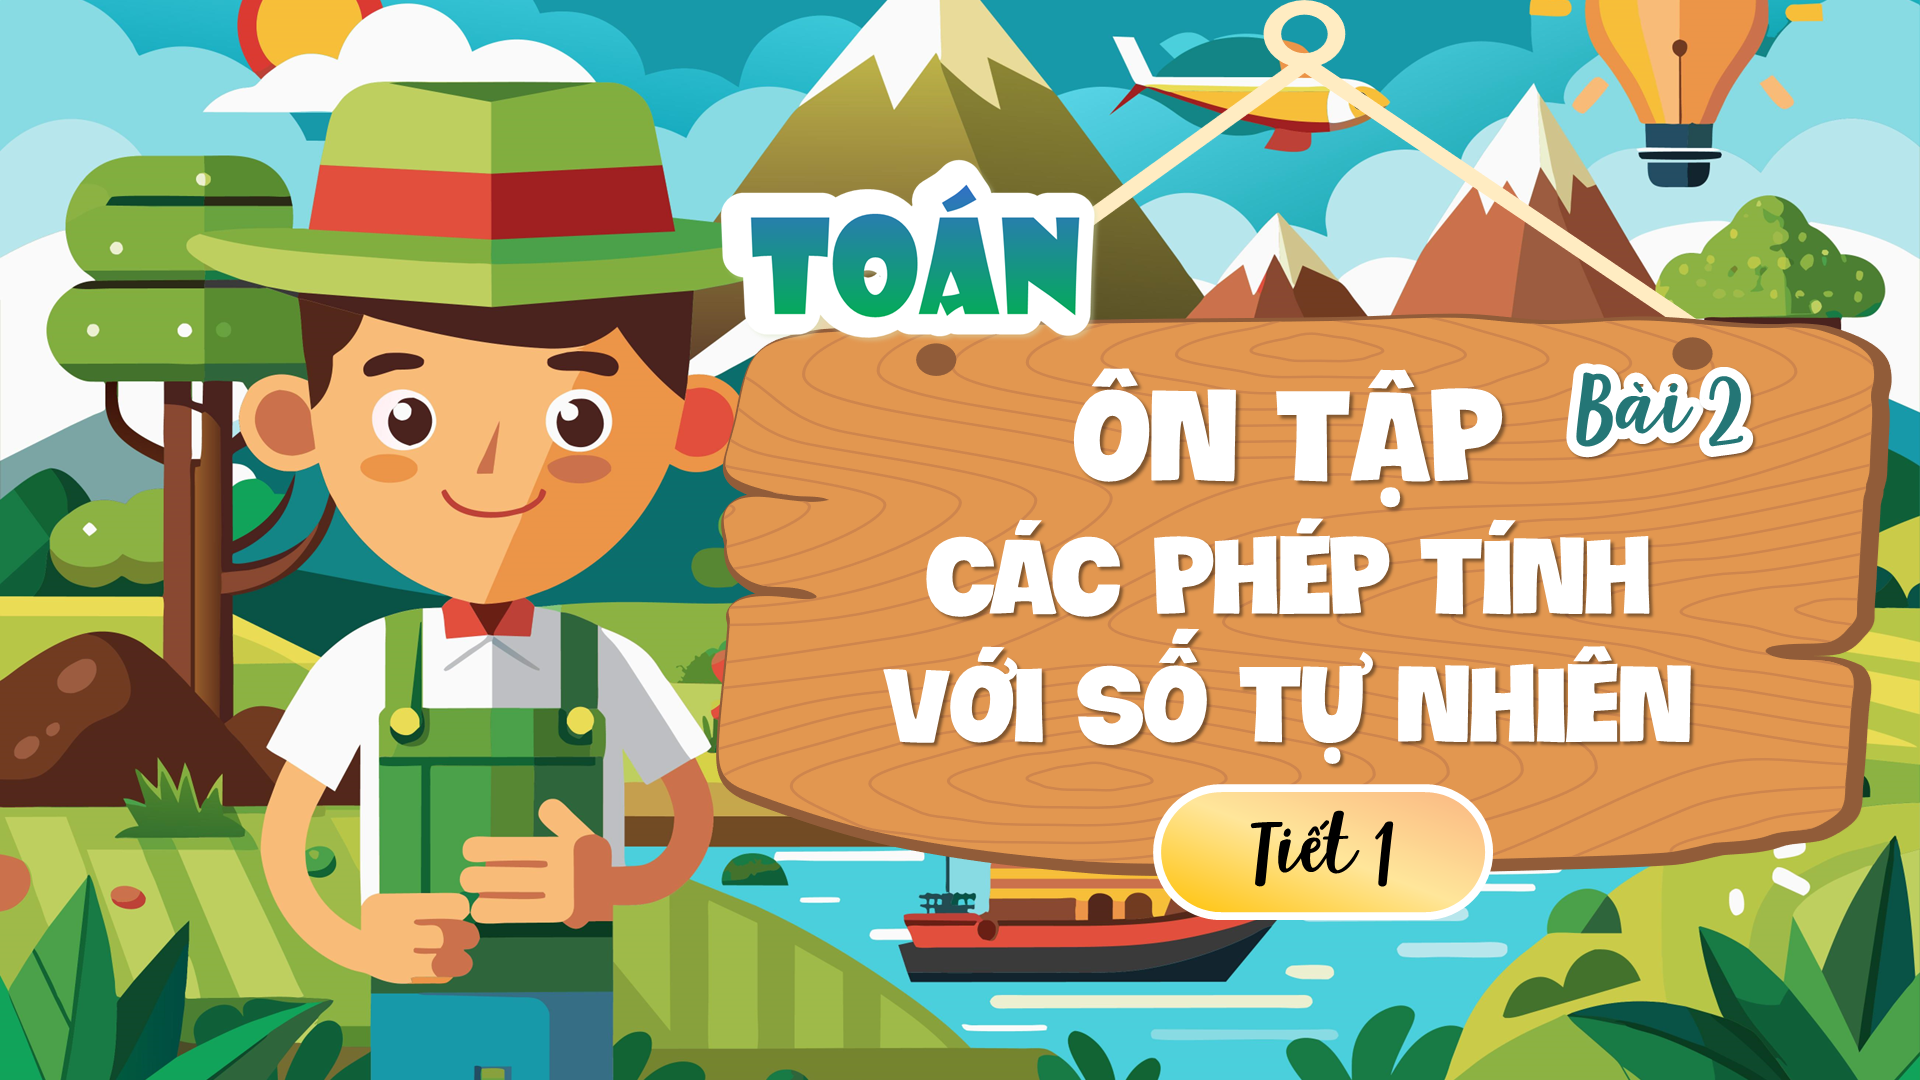 TOÁN
Bài 2
ÔN TẬP
CÁC PHÉP TÍNH
VỚI SỐ TỰ NHIÊN
Tiết 1